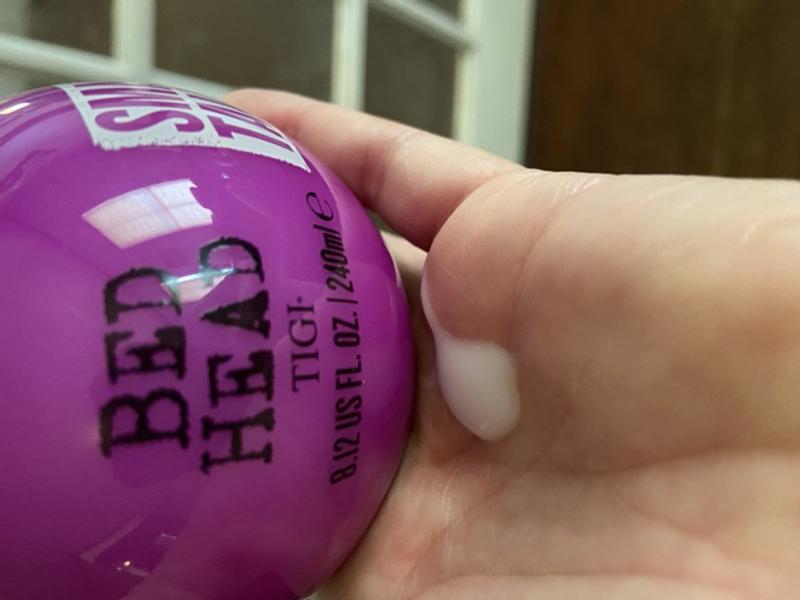 BED
HEAD
TIGI
8.12 US FL. OZ. | 240ml e